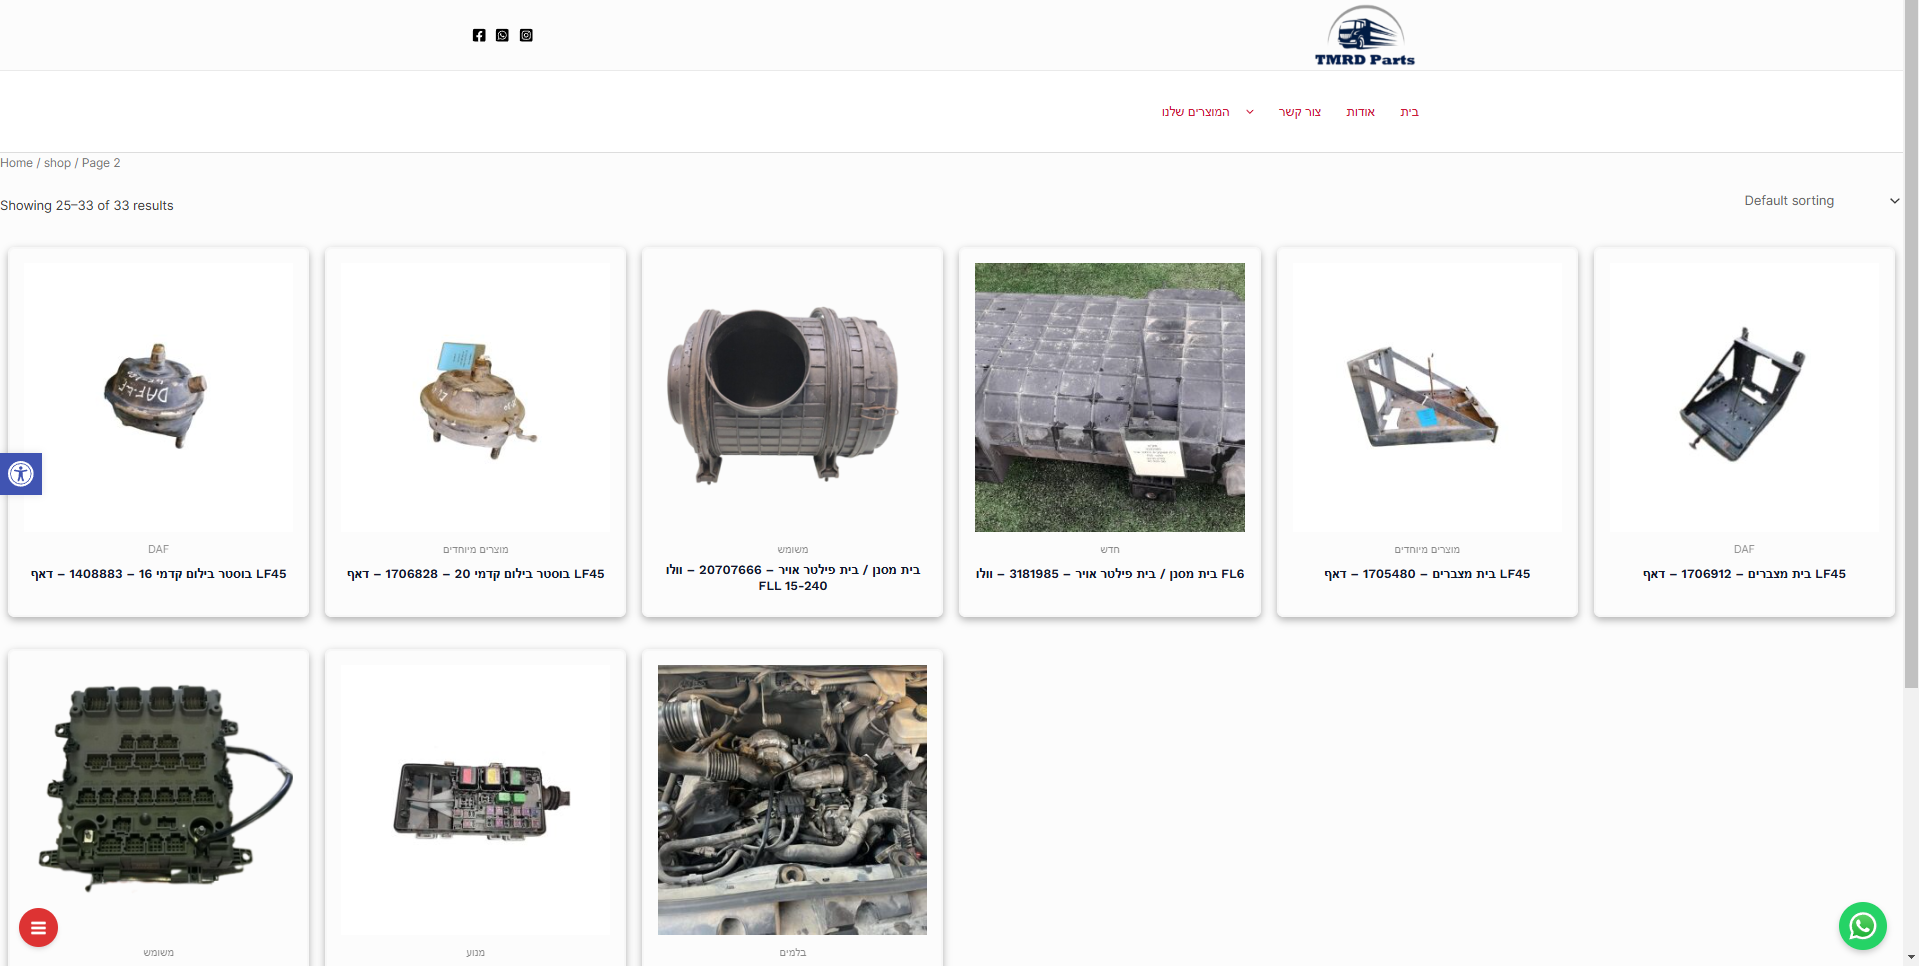 TMRD Parts
בית
אודות
צור קשר
המוצרים שלנו
Home / shop / Page 2
Showing 25–33 of 33 results
Default sorting
DAF
בוסטר בילום קדמי 16 – 1408883 – דאף LF45
מוצרים מיוחדים
בוסטר בילום קדמי 20 – 1706828 – דאף LF45
משומש
בית מסנן / בית פילטר אויר – 20707666 – וולו
FLL 15-240
חדש
בית מסנן / בית פילטר אויר – 3181985 – וולו FL6
מוצרים מיוחדים
בית מצברים – 1705480 – דאף LF45
DAF
בית מצברים – 1706912 – דאף LF45
משומש
מנוע
בלמים